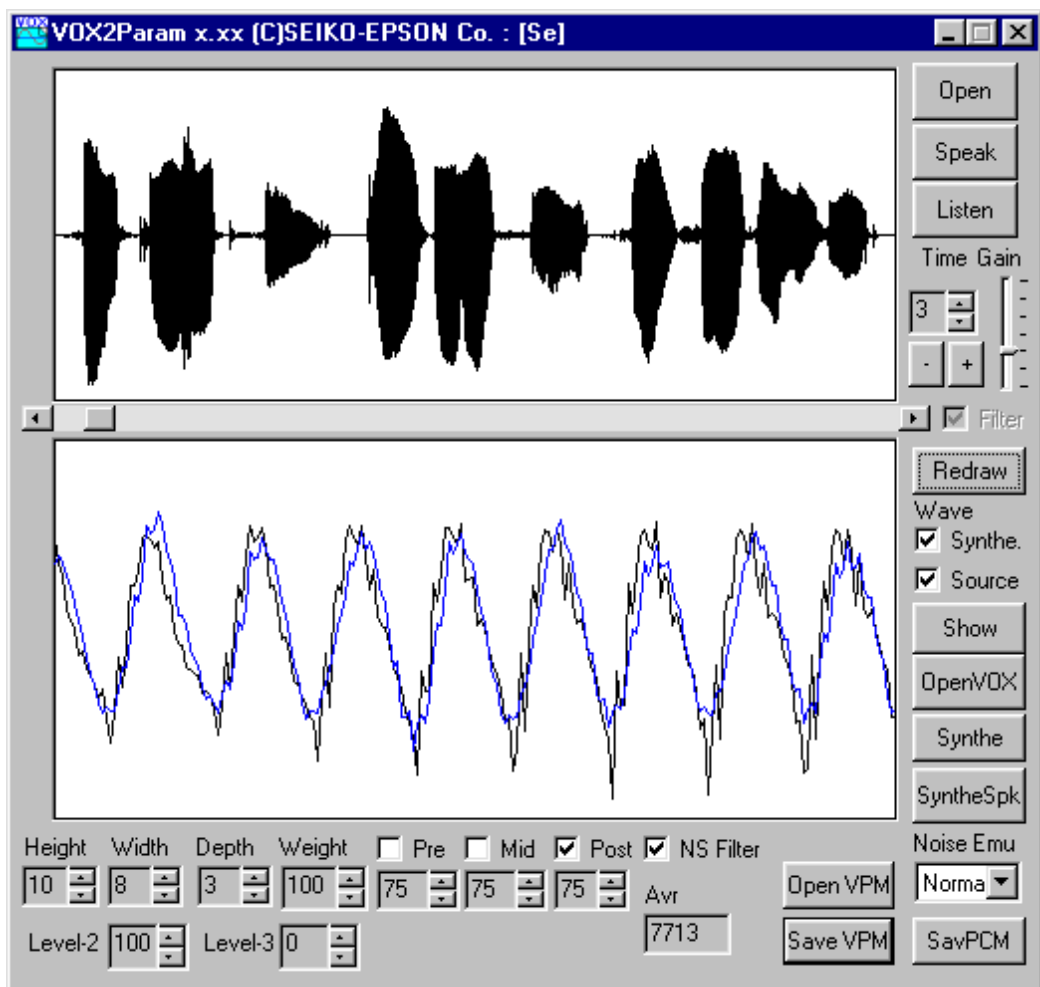 VOX
VOX2Param x.xx (C)SEIKO-EPSON Co. : [Se]
Open
Speak
Listen
Time Gain
3
- +
Filter
Redraw
Wave
Synthe.
Source
Show
OpenVOX
Synthe
SyntheSpk
Height Width Depth Weight Pre Mid Post NS Filter
Noise Emu
10 8 3 100 75 75 75
Avr
Open VPM
Norma
Level-2 100 Level-3 0
7713
Save VPM
SavPCM